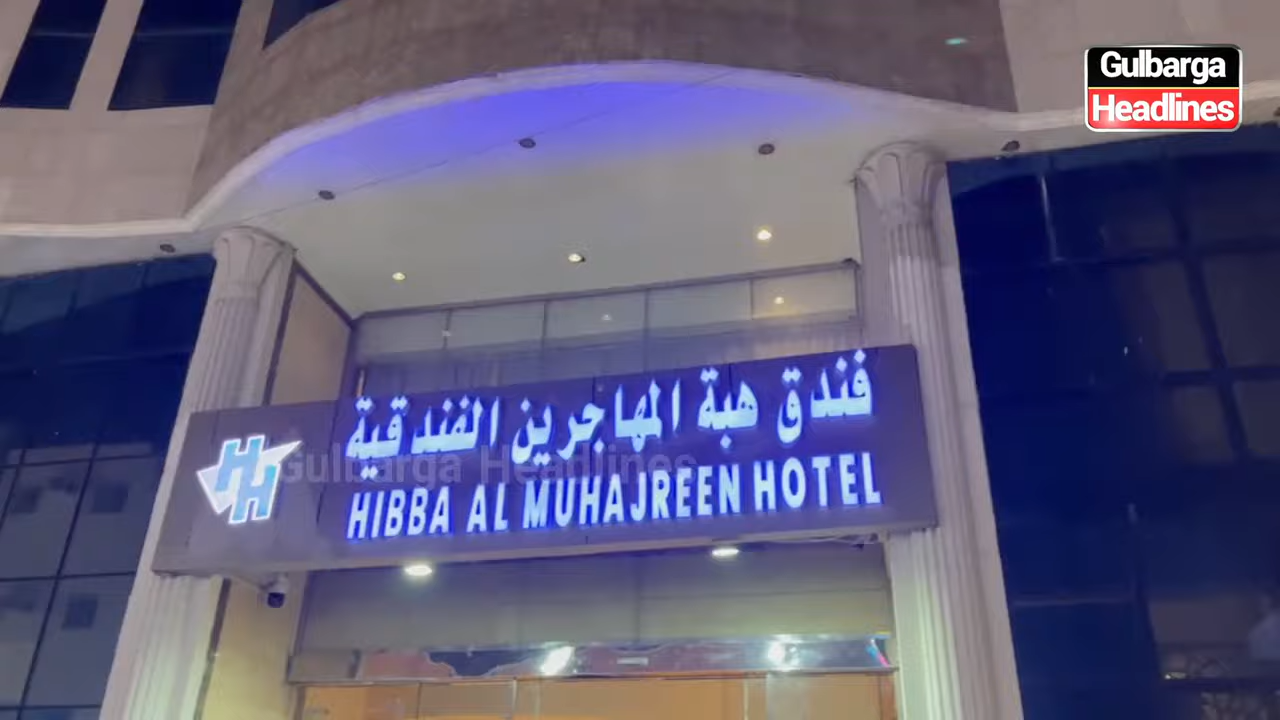 Gulbarga
Headlines
فندق هبة المهاجرين الفندقية
HH
Gulbarga Headlines
HIBBA AL MUHAJREEN HOTEL